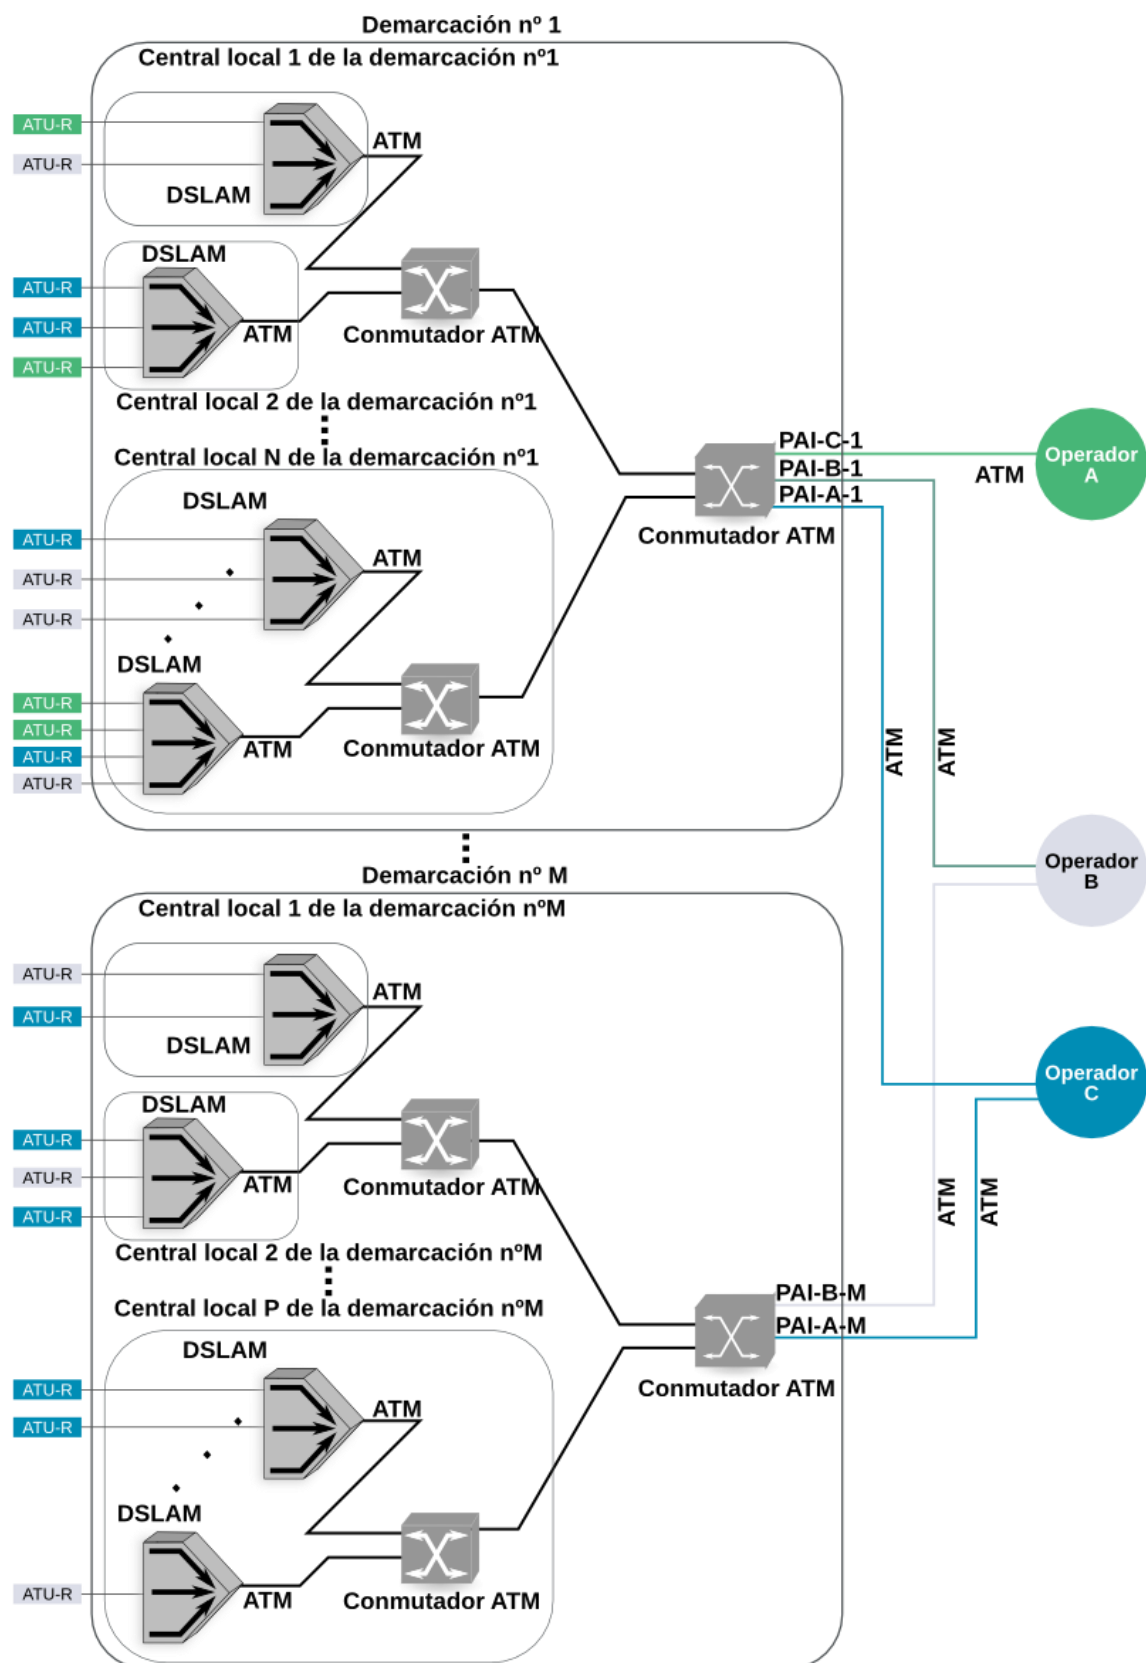 Demarcación nº 1
Central local 1 de la demarcación nº1
ATU-R
ATM
ATU-R
DSLAM
DSLAM
ATU-R
ATU-R
ATM
Conmutador ATM
ATU-R
Central local 2 de la demarcación nº1
Central local N de la demarcación nº1
PAI-C-1
PAI-B-1
PAI-A-1
ATM
Operador
A
DSLAM
Conmutador ATM
ATU-R
ATM
ATU-R
ATU-R
DSLAM
ATU-R
ATU-R
ATU-R
ATU-R
ATM
Conmutador ATM
ATM
ATM
Operador
B
Demarcación nº M
Central local 1 de la demarcación nºM
ATU-R
ATM
ATU-R
DSLAM
Operador
C
DSLAM
ATU-R
ATU-R
ATU-R
ATM
Conmutador ATM
ATM
ATM
Central local 2 de la demarcación nºM
Central local P de la demarcación nºM
PAI-B-M
PAI-A-M
DSLAM
Conmutador ATM
ATU-R
ATM
ATU-R
DSLAM
ATU-R
ATM
Conmutador ATM